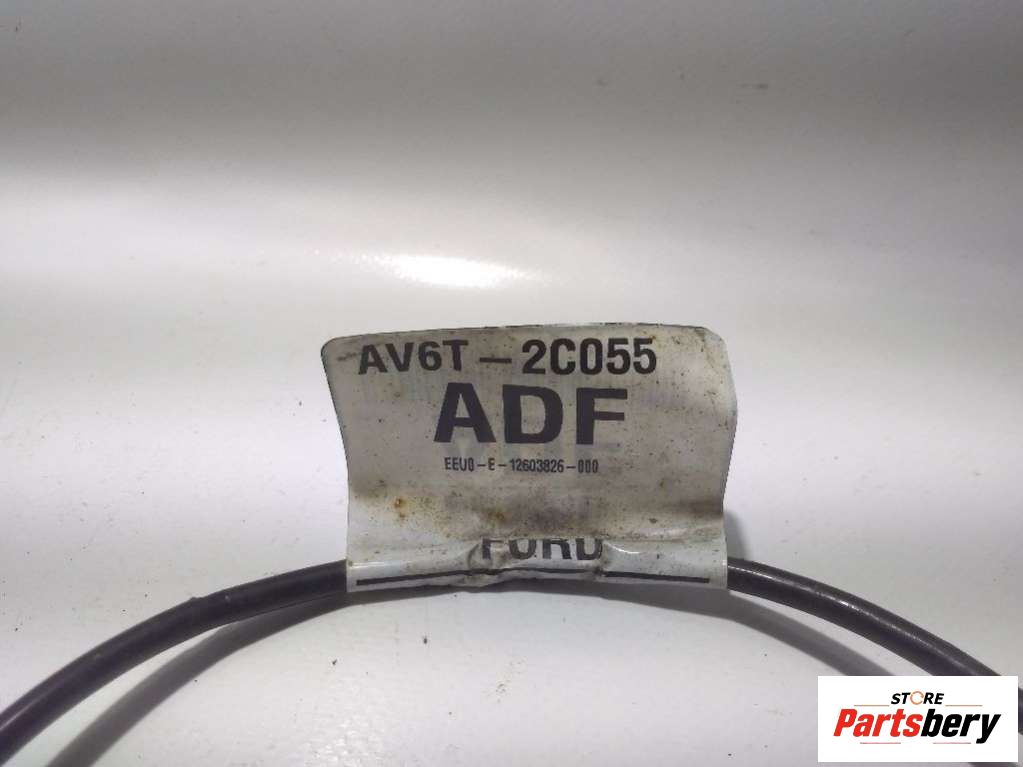 AV6T-2C055
ADF
EEU0-E-12603826-000
FORD
STORE
Partsbery